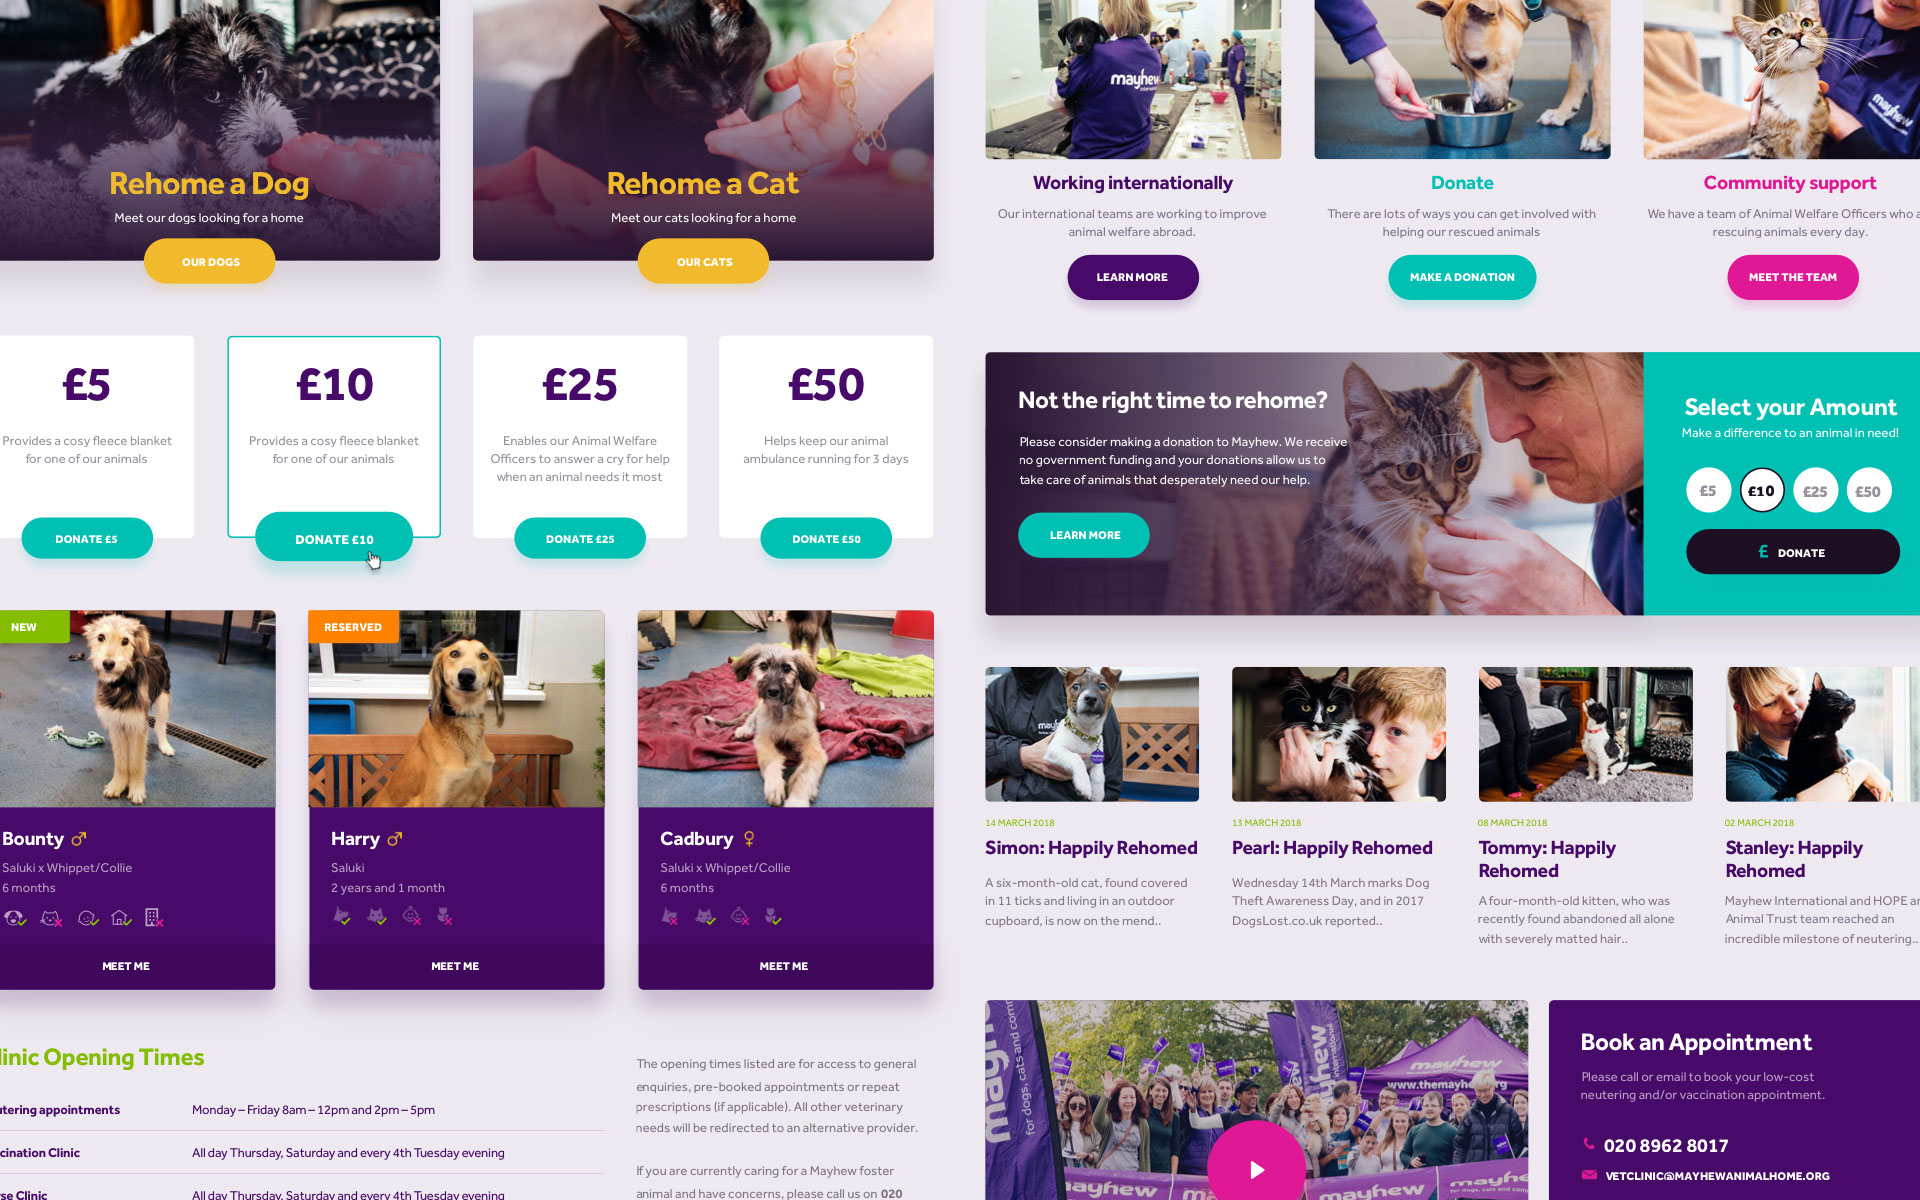 Rehome a Dog
Meet our dogs looking for a home
OUR DOGS
Rehome a Cat
Meet our cats looking for a home
OUR CATS
£5
Provides a cosy fleece blanket
for one of our animals
DONATE £5
£10
Provides a cosy fleece blanket
for one of our animals
DONATE £10
£25
Enables our Animal Welfare
Officers to answer a cry for help
when an animal needs it most
DONATE £25
£50
Helps keep our animal
ambulance running for 3 days
DONATE £50
NEW
Bounty
Saluki x Whippet/Collie
6 months
MEET ME
RESERVED
Harry
Saluki
2 years and 1 month
MEET ME
Cadbury
Saluki x Whippet/Collie
6 months
MEET ME
linic Opening Times
utering appointments
Monday – Friday 8am – 12pm and 2pm – 5pm
cination Clinic
All day Thursday, Saturday and every 4th Tuesday evening
se Clinic
All day Thursday, Saturday and every 4th Tuesday evening
The opening times listed are for access to general
enquiries, pre-booked appointments or repeat
prescriptions (if applicable). All other veterinary
needs will be redirected to an alternative provider.
If you are currently caring for a Mayhew foster
animal and have concerns, please call us on 020
mayhew
international
Working internationally
Our international teams are working to improve
animal welfare abroad.
LEARN MORE
Donate
There are lots of ways you can get involved with
helping our rescued animals
MAKE A DONATION
mayhew
Community support
We have a team of Animal Welfare Officers who a
rescuing animals every day.
MEET THE TEAM
Not the right time to rehome?
Please consider making a donation to Mayhew. We receive
no government funding and your donations allow us to
take care of animals that desperately need our help.
LEARN MORE
Select your Amount
Make a difference to an animal in need!
£5
£10
£25
£50
£ DONATE
14 MARCH 2018
Simon: Happily Rehomed
A six-month-old cat, found covered
in 11 ticks and living in an outdoor
cupboard, is now on the mend..
13 MARCH 2018
Pearl: Happily Rehomed
Wednesday 14th March marks Dog
Theft Awareness Day, and in 2017
DogsLost.co.uk reported..
08 MARCH 2018
Tommy: Happily
Rehomed
A four-month-old kitten, who was
recently found abandoned all alone
with severely matted hair..
02 MARCH 2018
Stanley: Happily
Rehomed
Mayhew International and HOPE an
Animal Trust team reached an
incredible milestone of neutering..
for dogs, cats and com
mayhew
international
mayhew
www.themayhew.org
mayhew
mayhew
for dogs, cats and com
Book an Appointment
Please call or email to book your low-cost
neutering and/or vaccination appointment.
020 8962 8017
VETCLINIC@MAYHEWANIMALHOME.ORG